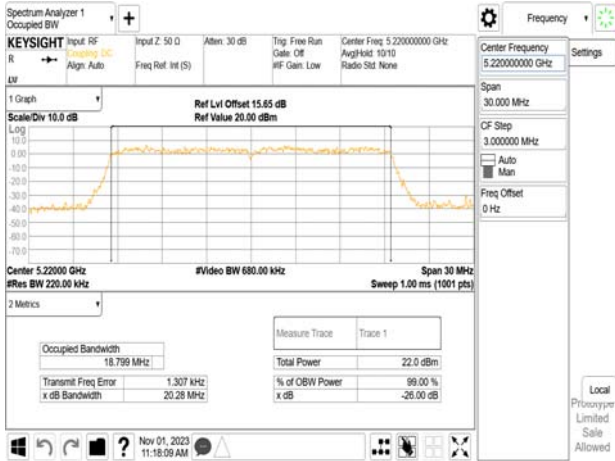 Spectrum Analyzer 1
Occupied BW
+
Frequency
KEYSIGHT
R
LVI
Input: RF
Coupling: DC
Align: Auto
Input Z: 50 Ω
Freq Ref: Int (S)
Atten: 30 dB
Trig: Free Run
Gate: Off
#IF Gain: Low
Center Freq: 5.220000000 GHz
Avg|Hold: 10/10
Radio Std: None
Center Frequency
5.220000000 GHz
Settings
Span
30.000 MHz
CF Step
3.000000 MHz
Auto
Man
Freq Offset
0 Hz
1 Graph
Scale/Div 10.0 dB
Ref Lvl Offset 15.65 dB
Ref Value 20.00 dBm
Log
10.0
0.00
-10.0
-20.0
-30.0
-40.0
-50.0
-60.0
-70.0
Center 5.22000 GHz
#Res BW 220.00 kHz
#Video BW 680.00 kHz
Span 30 MHz
Sweep 1.00 ms (1001 pts)
2 Metrics
Measure Trace
Trace 1
Occupied Bandwidth
18.799 MHz
Total Power
22.0 dBm
Transmit Freq Error
1.307 kHz
% of OBW Power
99.00 %
x dB Bandwidth
20.28 MHz
x dB
-26.00 dB
Local
Prototype
Limited
Sale
Allowed
?
Nov 01, 2023
11:18:09 AM